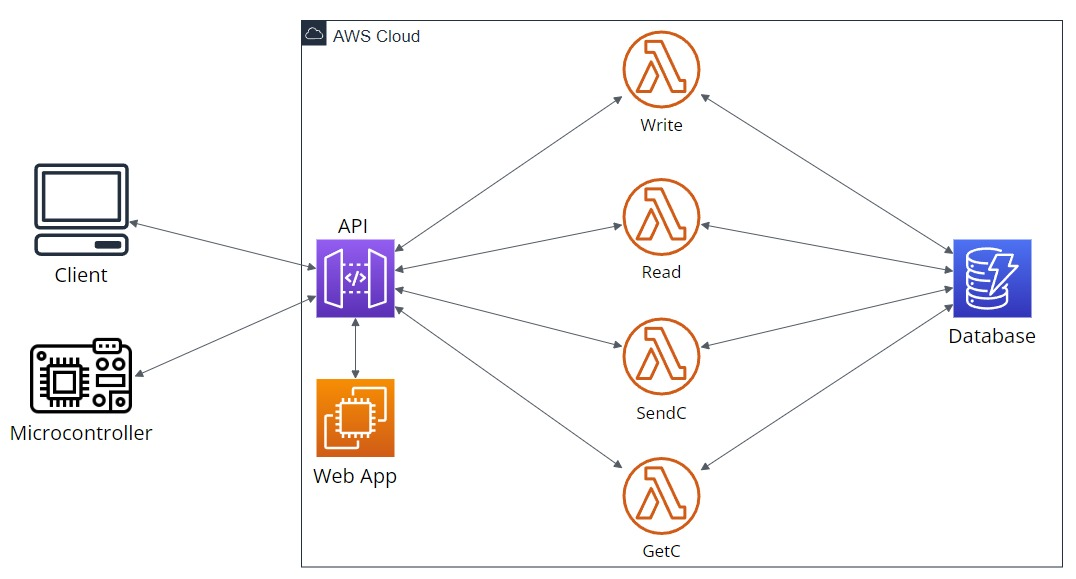 AWS Cloud
Write
Client
API
Read
</>
Database
Microcontroller
SendC
Web App
GetC